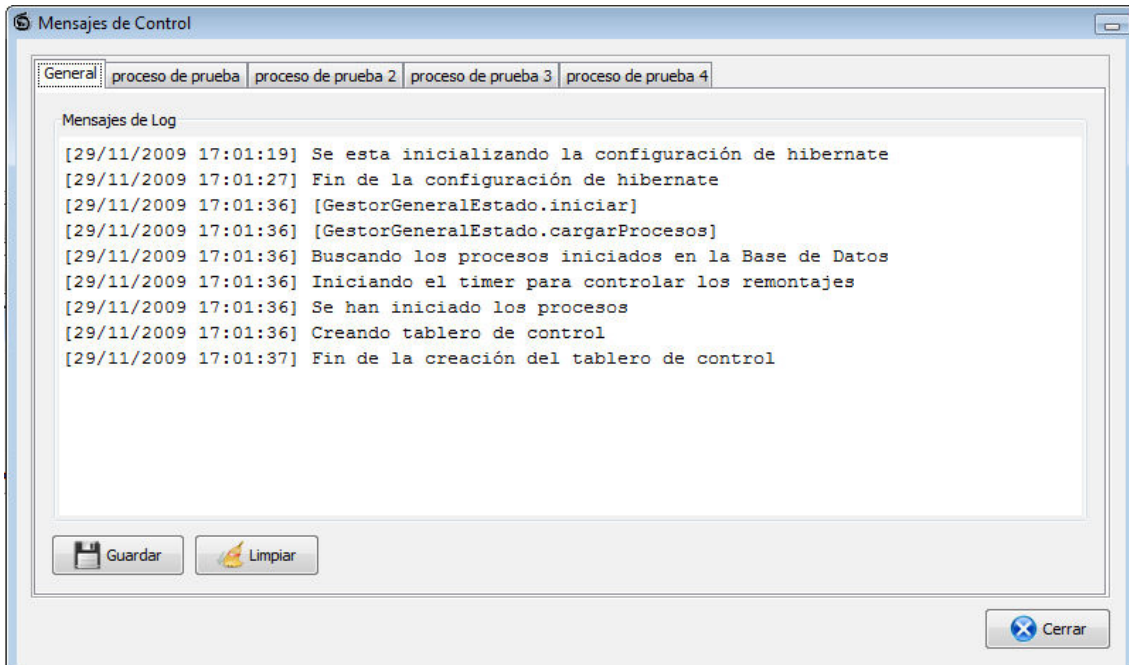 Mensajes de Control
General proceso de prueba proceso de prueba 2 proceso de prueba 3 proceso de prueba 4
Mensajes de Log
[29/11/2009 17:01:19] Se esta inicializando la configuración de hibernate
[29/11/2009 17:01:27] Fin de la configuración de hibernate
[29/11/2009 17:01:36] [GestorGeneralEstado.iniciar]
[29/11/2009 17:01:36] [GestorGeneralEstado.cargarProcesos]
[29/11/2009 17:01:36] Buscando los procesos iniciados en la Base de Datos
[29/11/2009 17:01:36] Iniciando el timer para controlar los remontajes
[29/11/2009 17:01:36] Se han iniciado los procesos
[29/11/2009 17:01:36] Creando tablero de control
[29/11/2009 17:01:37] Fin de la creación del tablero de control
Guardar Limpiar
Cerrar